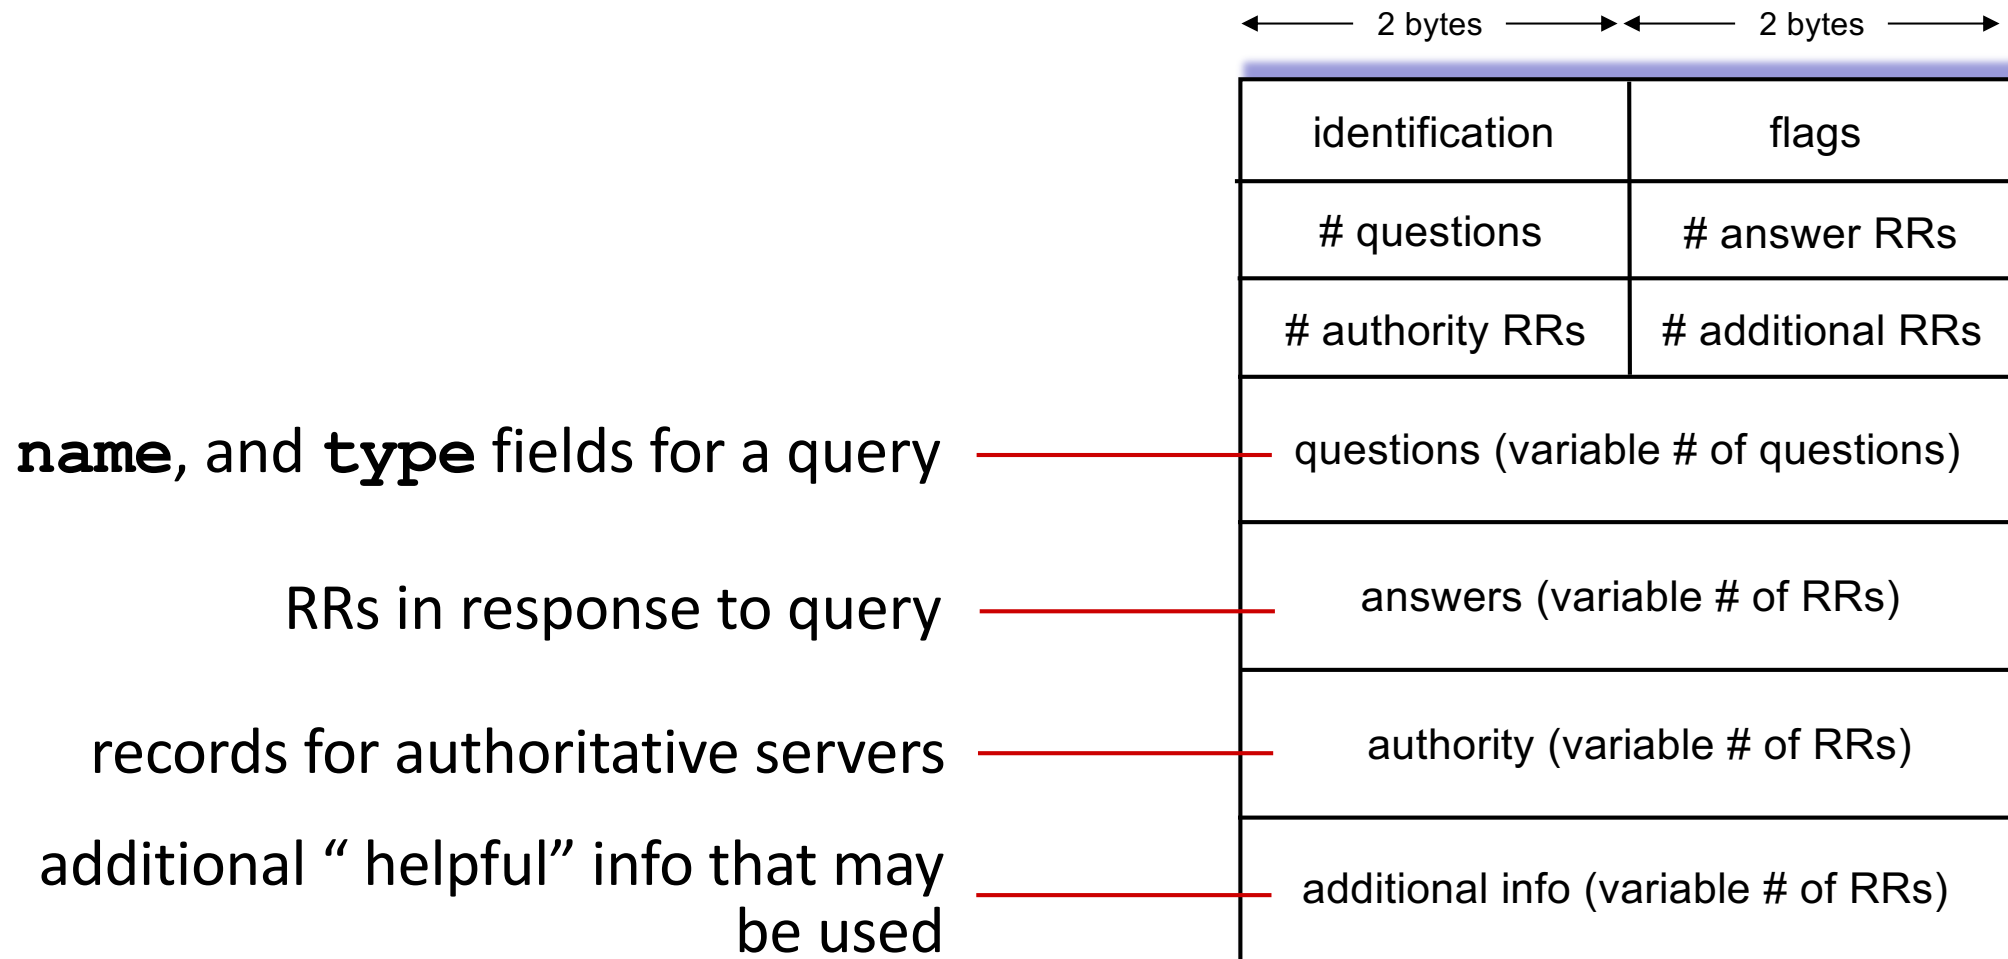 2 bytes 2 bytes
identification flags
# questions # answer RRs
# authority RRs # additional RRs
name, and type fields for a query questions (variable # of questions)
RRs in response to query answers (variable # of RRs)
records for authoritative servers authority (variable # of RRs)
additional “ helpful” info that may
be used
additional info (variable # of RRs)